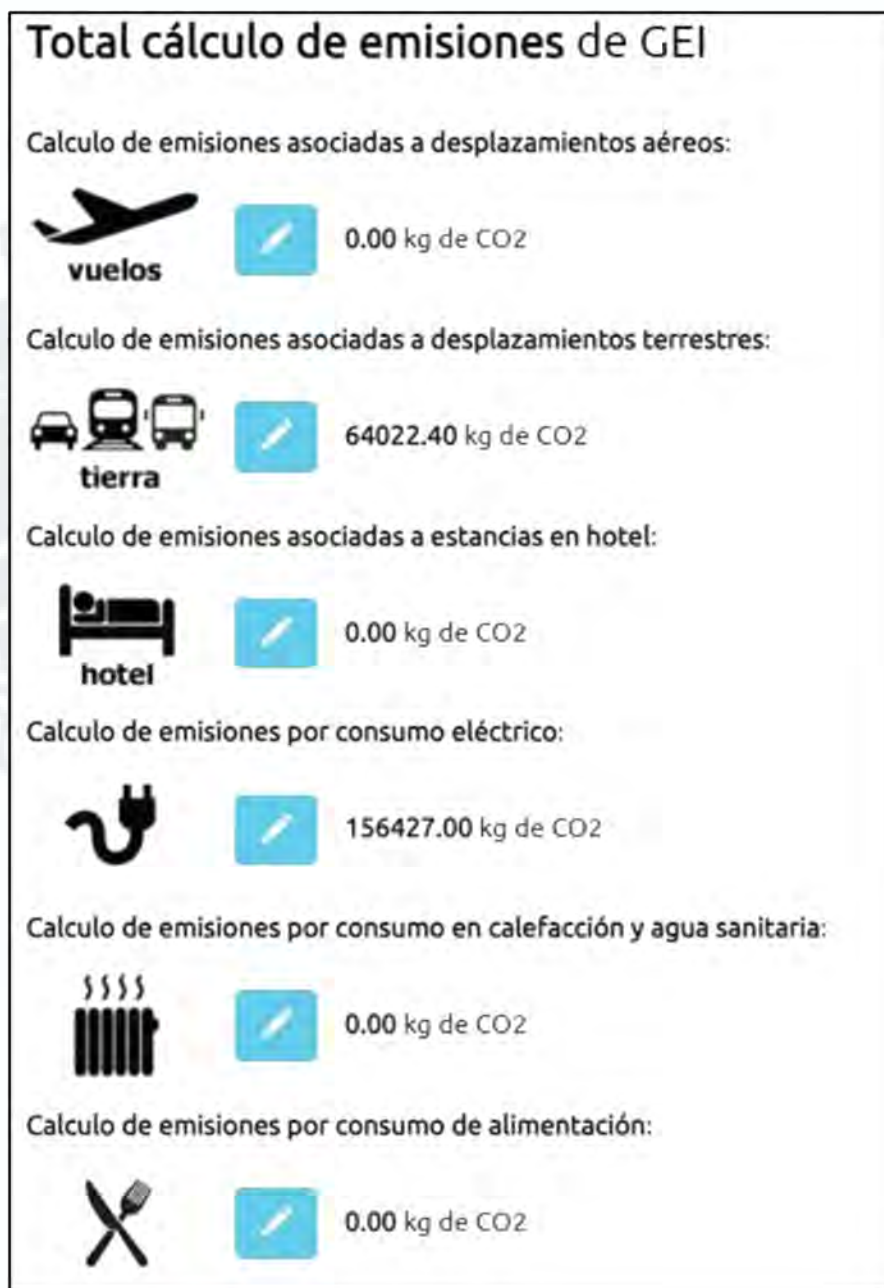 Total cálculo de emisiones de GEI
Calculo de emisiones asociadas a desplazamientos aéreos:
vuelos
0.00 kg de CO2
Calculo de emisiones asociadas a desplazamientos terrestres:
tierra
64022.40 kg de CO2
Calculo de emisiones asociadas a estancias en hotel:
hotel
0.00 kg de CO2
Calculo de emisiones por consumo eléctrico:
156427.00 kg de CO2
Calculo de emisiones por consumo en calefacción y agua sanitaria:
0.00 kg de CO2
Calculo de emisiones por consumo de alimentación:
0.00 kg de CO2